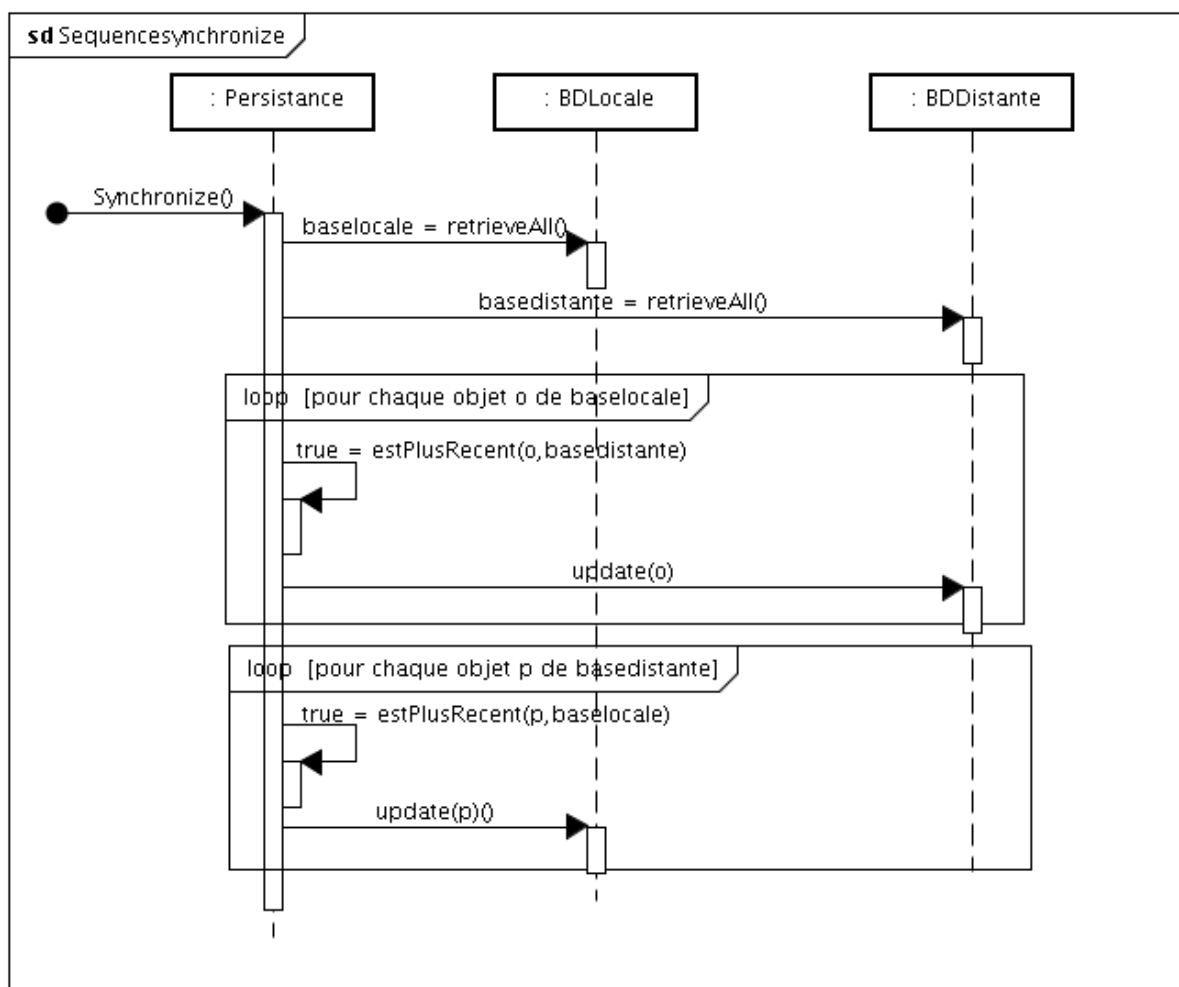 sd Sequencesynchronize
: Persistance
: BDLocale
: BDDistante
Synchronize()
baselocale = retrieveAll()
basedistante = retrieveAll()
loop [pour chaque objet o de baselocale]
true = estPlusRecent(o,basedistante)
update(o)
loop [pour chaque objet p de basedistante]
true = estPlusRecent(p,baselocale)
update(p)()